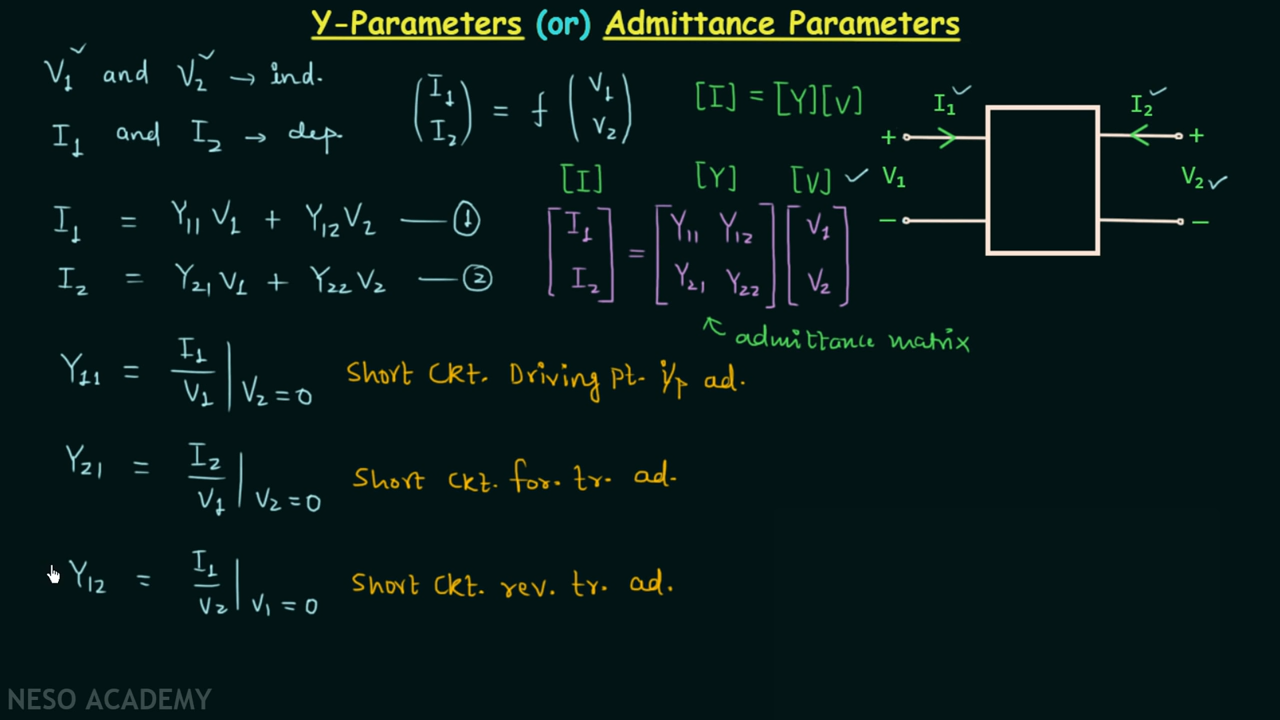 Y-Parameters (or) Admittance Parameters
V₁ and V₂ → ind.
I₁ and I₂ → dep.
(I₁ I₂) = f (V₁ V₂)
[I] = [Y][V]
I₁ I₂
+ +
V₁ V₂
− −
[I] [Y] [V]
[I₁ I₂] = [Y₁₁ Y₁₂ Y₂₁ Y₂₂] [V₁ V₂]
admittance matrix
I₁ = Y₁₁ V₁ + Y₁₂ V₂ — ①
I₂ = Y₂₁ V₁ + Y₂₂ V₂ — ②
Y₁₁ = I₁/V₁ | V₂ = 0 Short Ckt. Driving pt. i/p ad.
Y₂₁ = I₂/V₁ | V₂ = 0 Short Ckt. for. tr. ad.
Y₁₂ = I₁/V₂ | V₁ = 0 Short Ckt. rev. tr. ad.
NESO ACADEMY